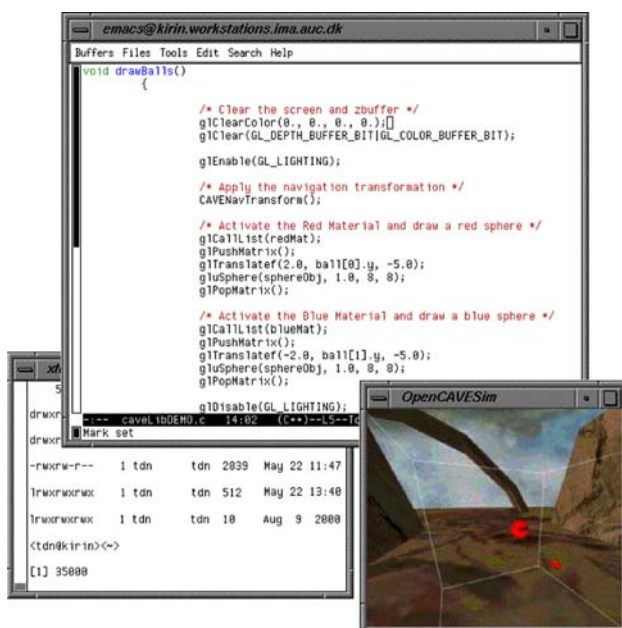 emacs@kirin.workstations.ima.auc.dk
Buffers Files Tools Edit Search Help
void drawBalls()
{
/* Clear the screen and zbuffer */
glClearColor(0., 0., 0., 0.);
glClear(GL_DEPTH_BUFFER_BIT|GL_COLOR_BUFFER_BIT);
glEnable(GL_LIGHTING);
/* Apply the navigation transformation */
CAVENavTransform();
/* Activate the Red Material and draw a red sphere */
glCallList(redMat);
glPushMatrix();
glTranslatef(2.0, ball[0].y, -5.0);
gluSphere(sphereObj, 1.0, 8, 8);
glPopMatrix();
/* Activate the Blue Material and draw a blue sphere */
glCallList(blueMat);
glPushMatrix();
glTranslatef(-2.0, ball[1].y, -5.0);
gluSphere(sphereObj, 1.0, 8, 8);
glPopMatrix();
glDisable(GL_LIGHTING);
-:-- caveLibDEMO.c 14:02 (C++)--L5--
Mark set
5
drwxr
drwxr
-rwxrw-r-- 1 tdn tdn 2839 May 22 11:47
lrwxrwxrwx 1 tdn tdn 512 May 22 13:40
lrwxrwxrwx 1 tdn tdn 10 Aug 9 2000
<tdn@kirin><~>
[1] 35000
OpenCAVESim